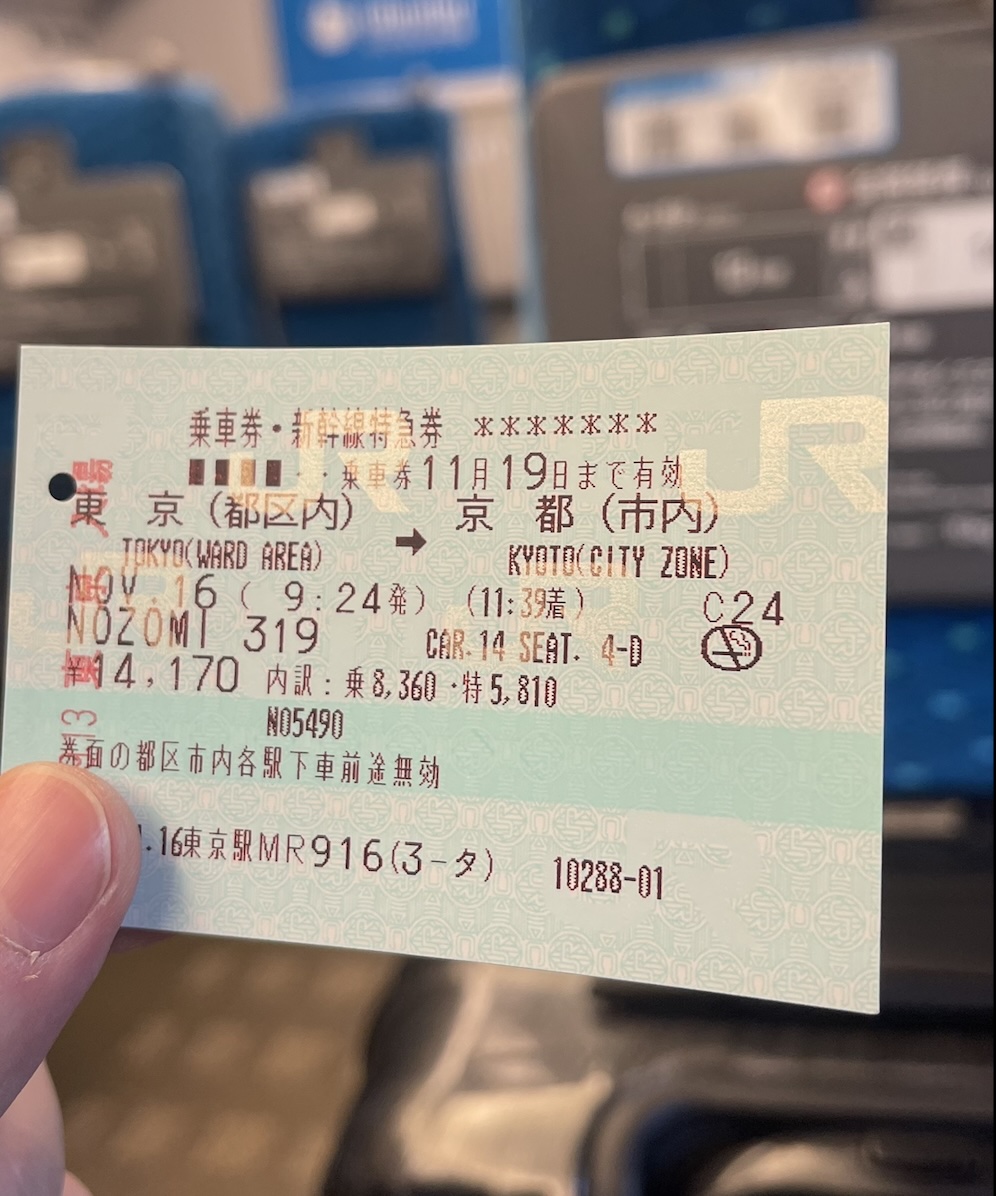 乗車券・新幹線特急券 *******
■■■■・・乗車券11月19日まで有効
東 京（都区内） → 京 都（市内）
TOKYO(WARD AREA) KYOTO(CITY ZONE)
NOV.16 ( 9:24発) (11:39着) C24
NOZOMI 319 CAR.14 SEAT. 4-D
¥14,170 内訳:乗8,360・特5,810
N05490
券面の都区市内各駅下車前途無効
.16東京駅MR916(3-タ) 10288-01
JR